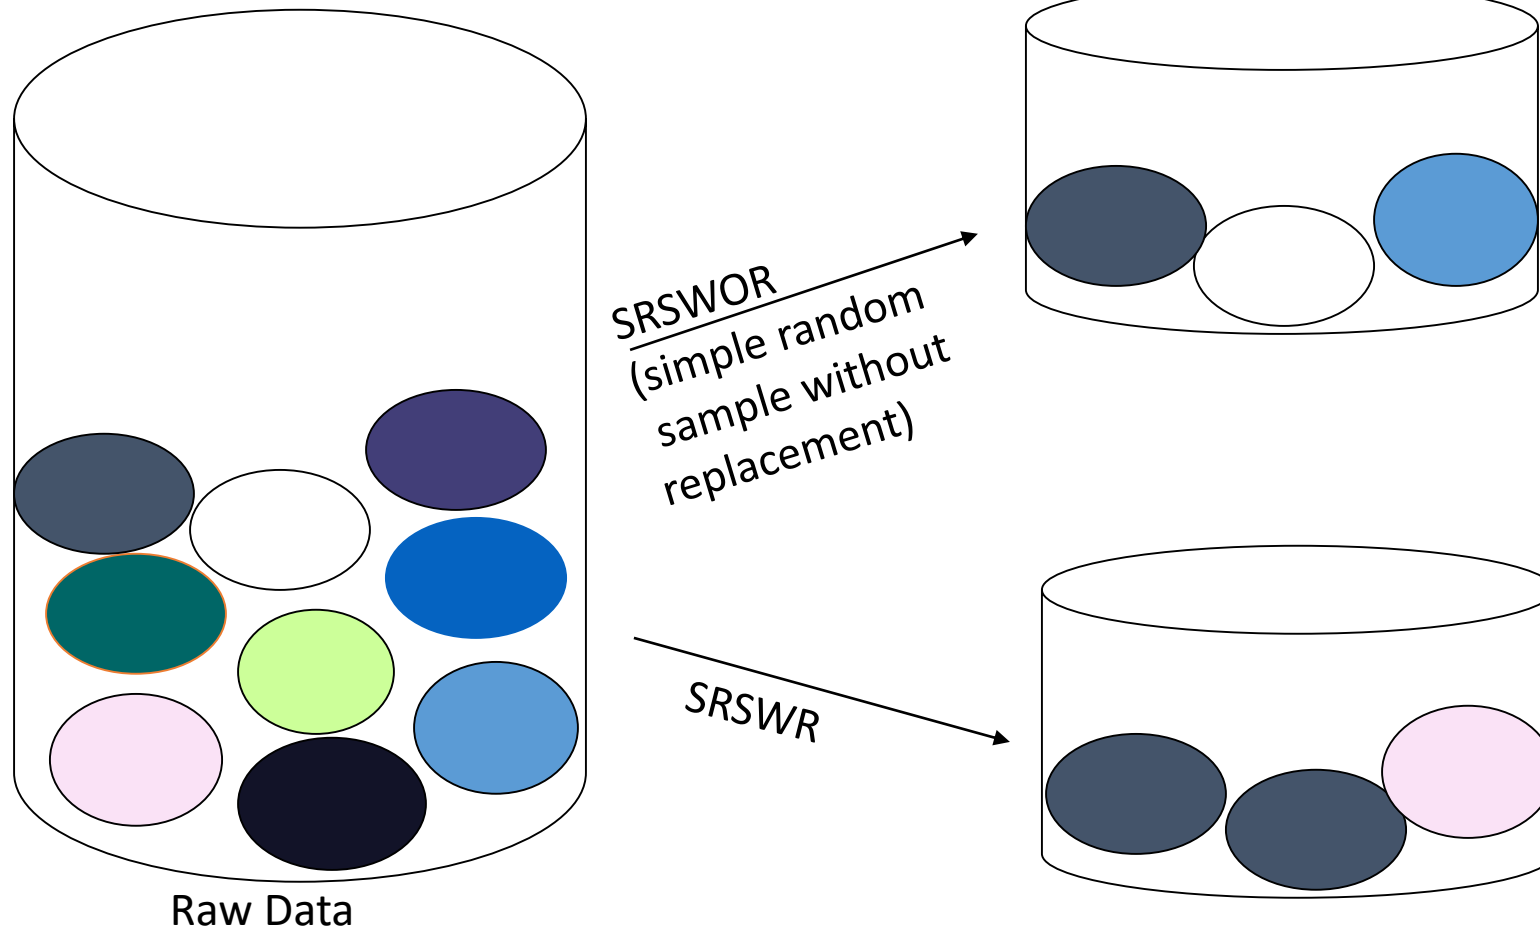 SRSWOR
(simple random
sample without
replacement)
SRSWR
Raw Data